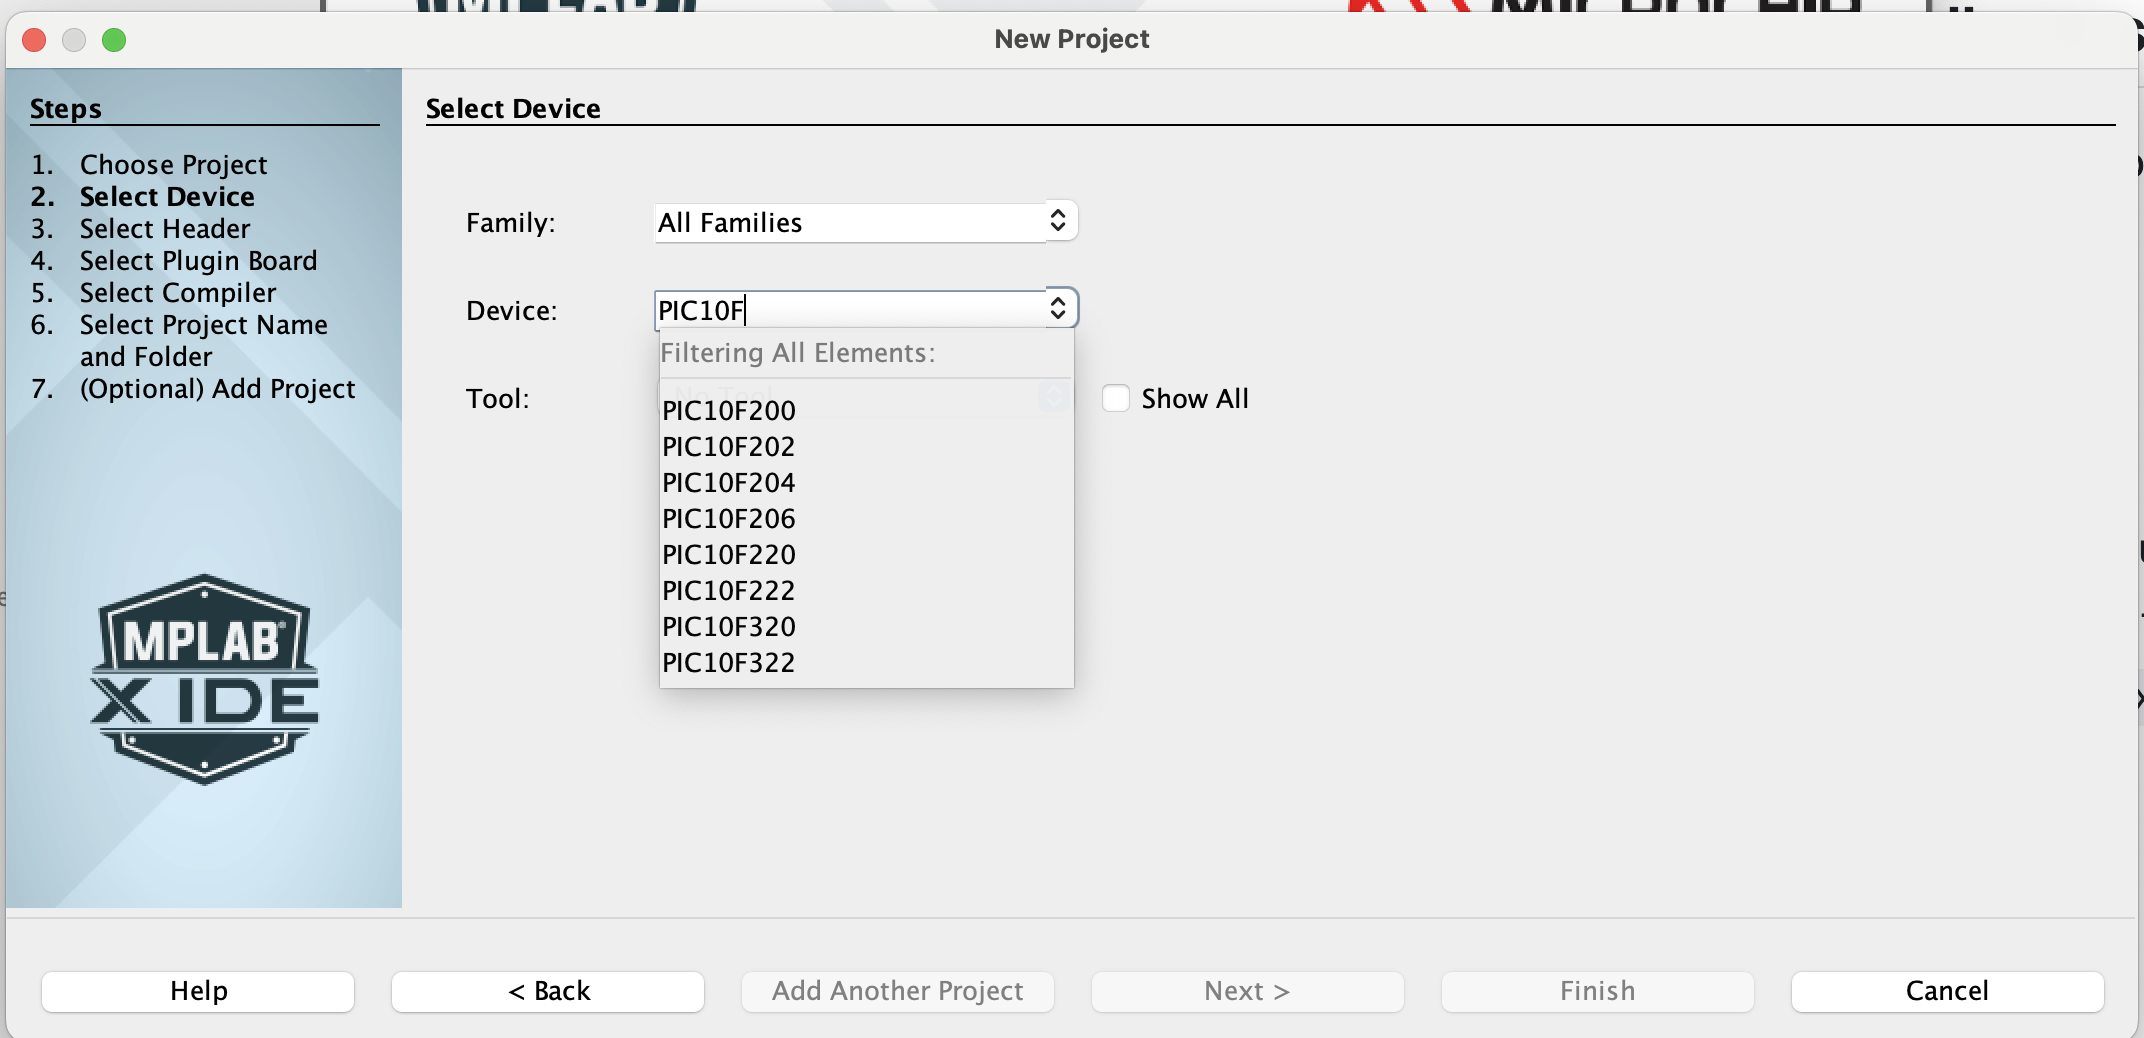 New Project
Steps
1. Choose Project
2. Select Device
3. Select Header
4. Select Plugin Board
5. Select Compiler
6. Select Project Name
and Folder
7. (Optional) Add Project
MPLAB®
X IDE
Select Device
Family: All Families
Device: PIC10F
Filtering All Elements:
Tool: No Tool
Show All
PIC10F200
PIC10F202
PIC10F204
PIC10F206
PIC10F220
PIC10F222
PIC10F320
PIC10F322
Help
< Back
Add Another Project
Next >
Finish
Cancel